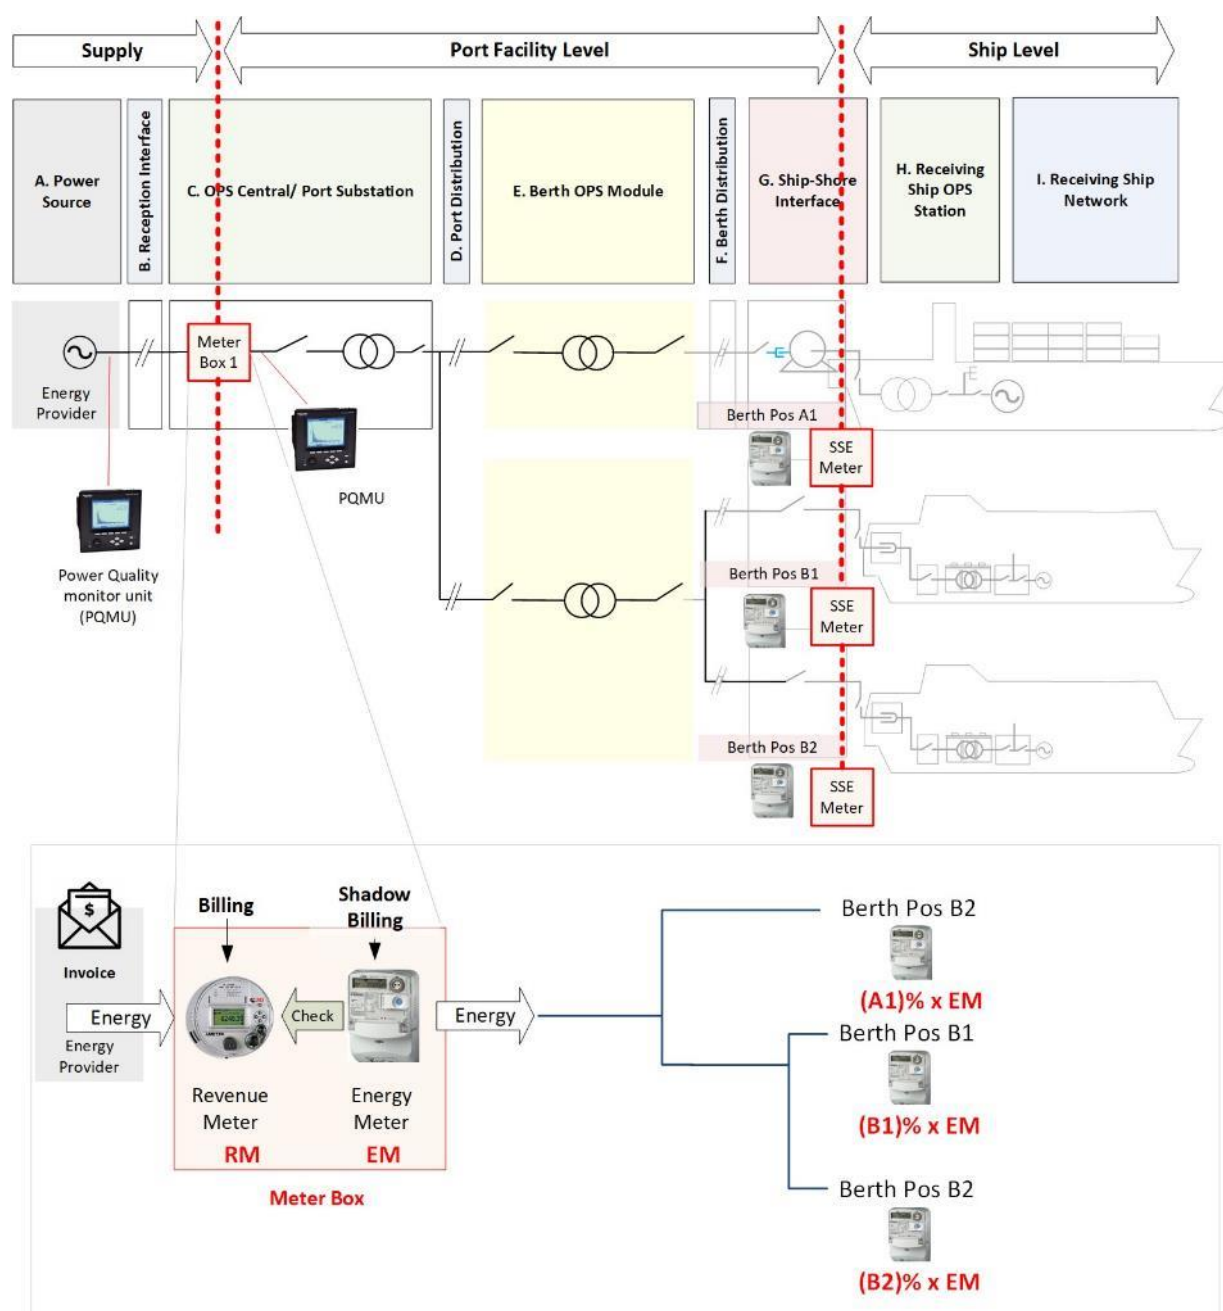 Supply
Port Facility Level
Ship Level
A. Power
Source
B. Reception Interface
C. OPS Central/ Port Substation
D. Port Distribution
E. Berth OPS Module
F. Berth Distribution
G. Ship-Shore
Interface
H. Receiving
Ship OPS
Station
I. Receiving Ship
Network
Meter
Box 1
Energy
Provider
PQMU
Power Quality
monitor unit
(PQMU)
Berth Pos A1
SSE
Meter
Berth Pos B1
SSE
Meter
Berth Pos B2
SSE
Meter
Invoice
Energy
Energy
Provider
Billing
Shadow
Billing
Check
Energy
Revenue
Meter
RM
Energy
Meter
EM
Meter Box
Berth Pos B2
(A1)% x EM
Berth Pos B1
(B1)% x EM
Berth Pos B2
(B2)% x EM